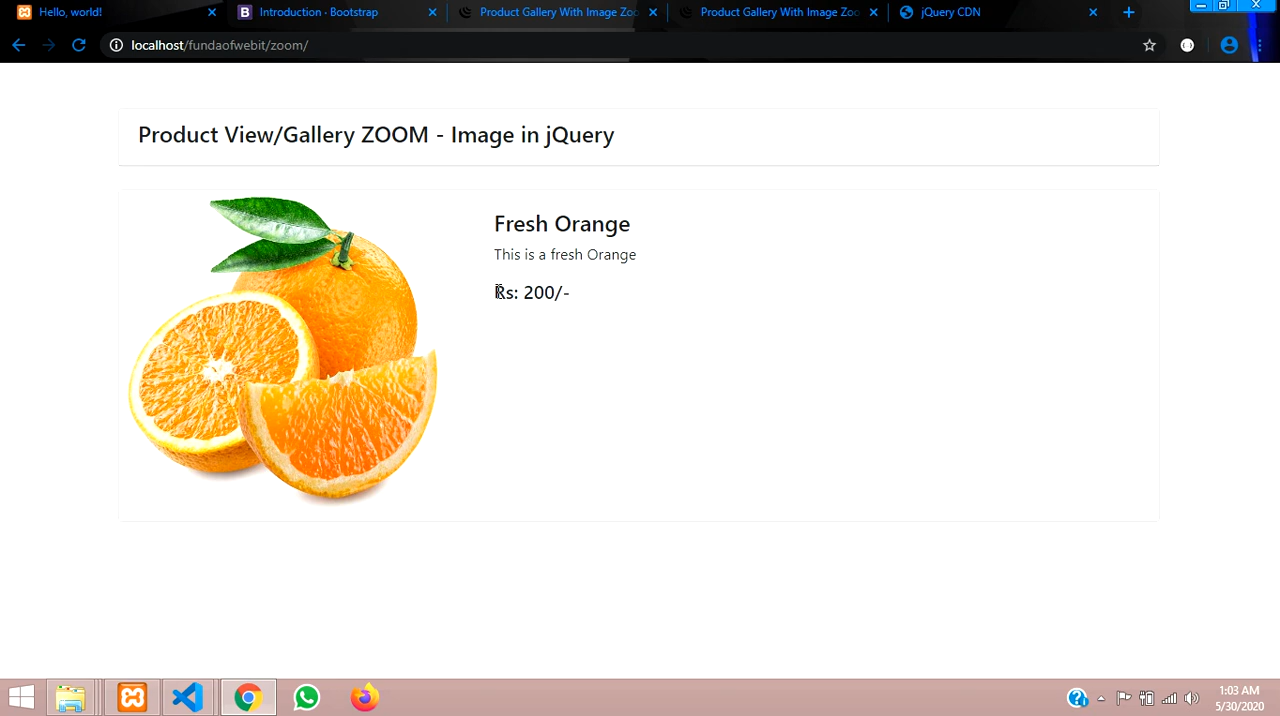 Hello, world!
Introduction · Bootstrap
Product Gallery With Image Zoo
Product Gallery With Image Zoo
jQuery CDN
localhost/fundaofwebit/zoom/
Product View/Gallery ZOOM - Image in jQuery
Fresh Orange
This is a fresh Orange
Rs: 200/-
1:03 AM
5/30/2020